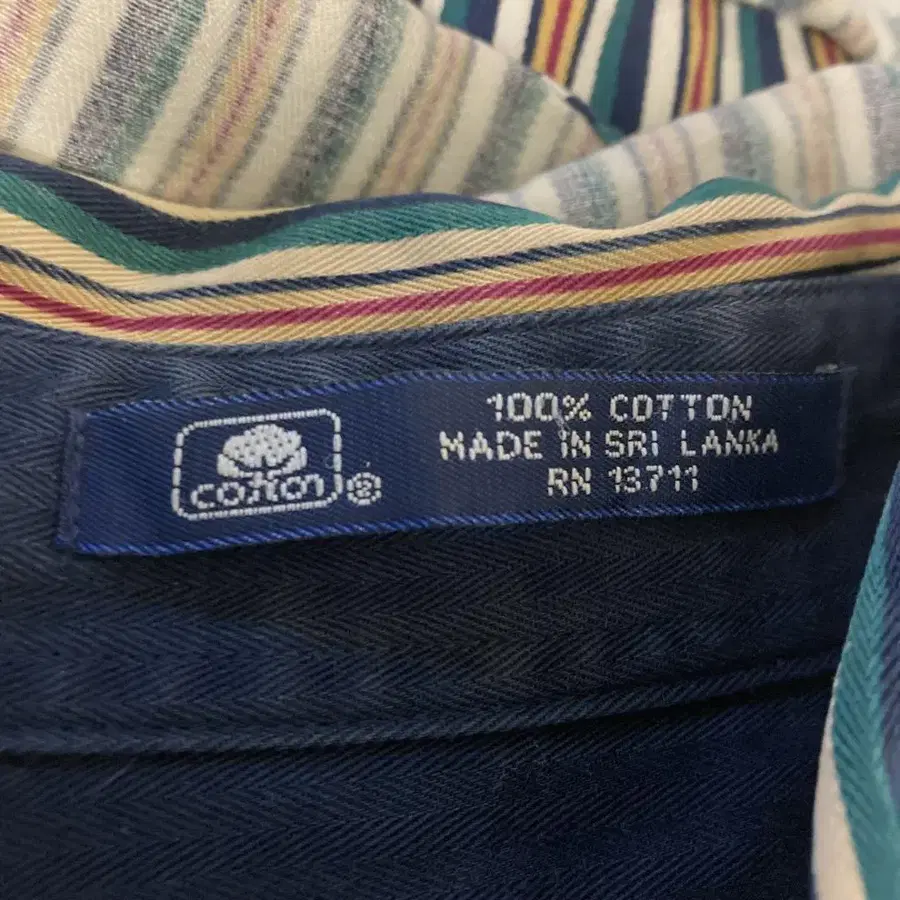 cotton®
100% COTTON
MADE IN SRI LANKA
RN 13711